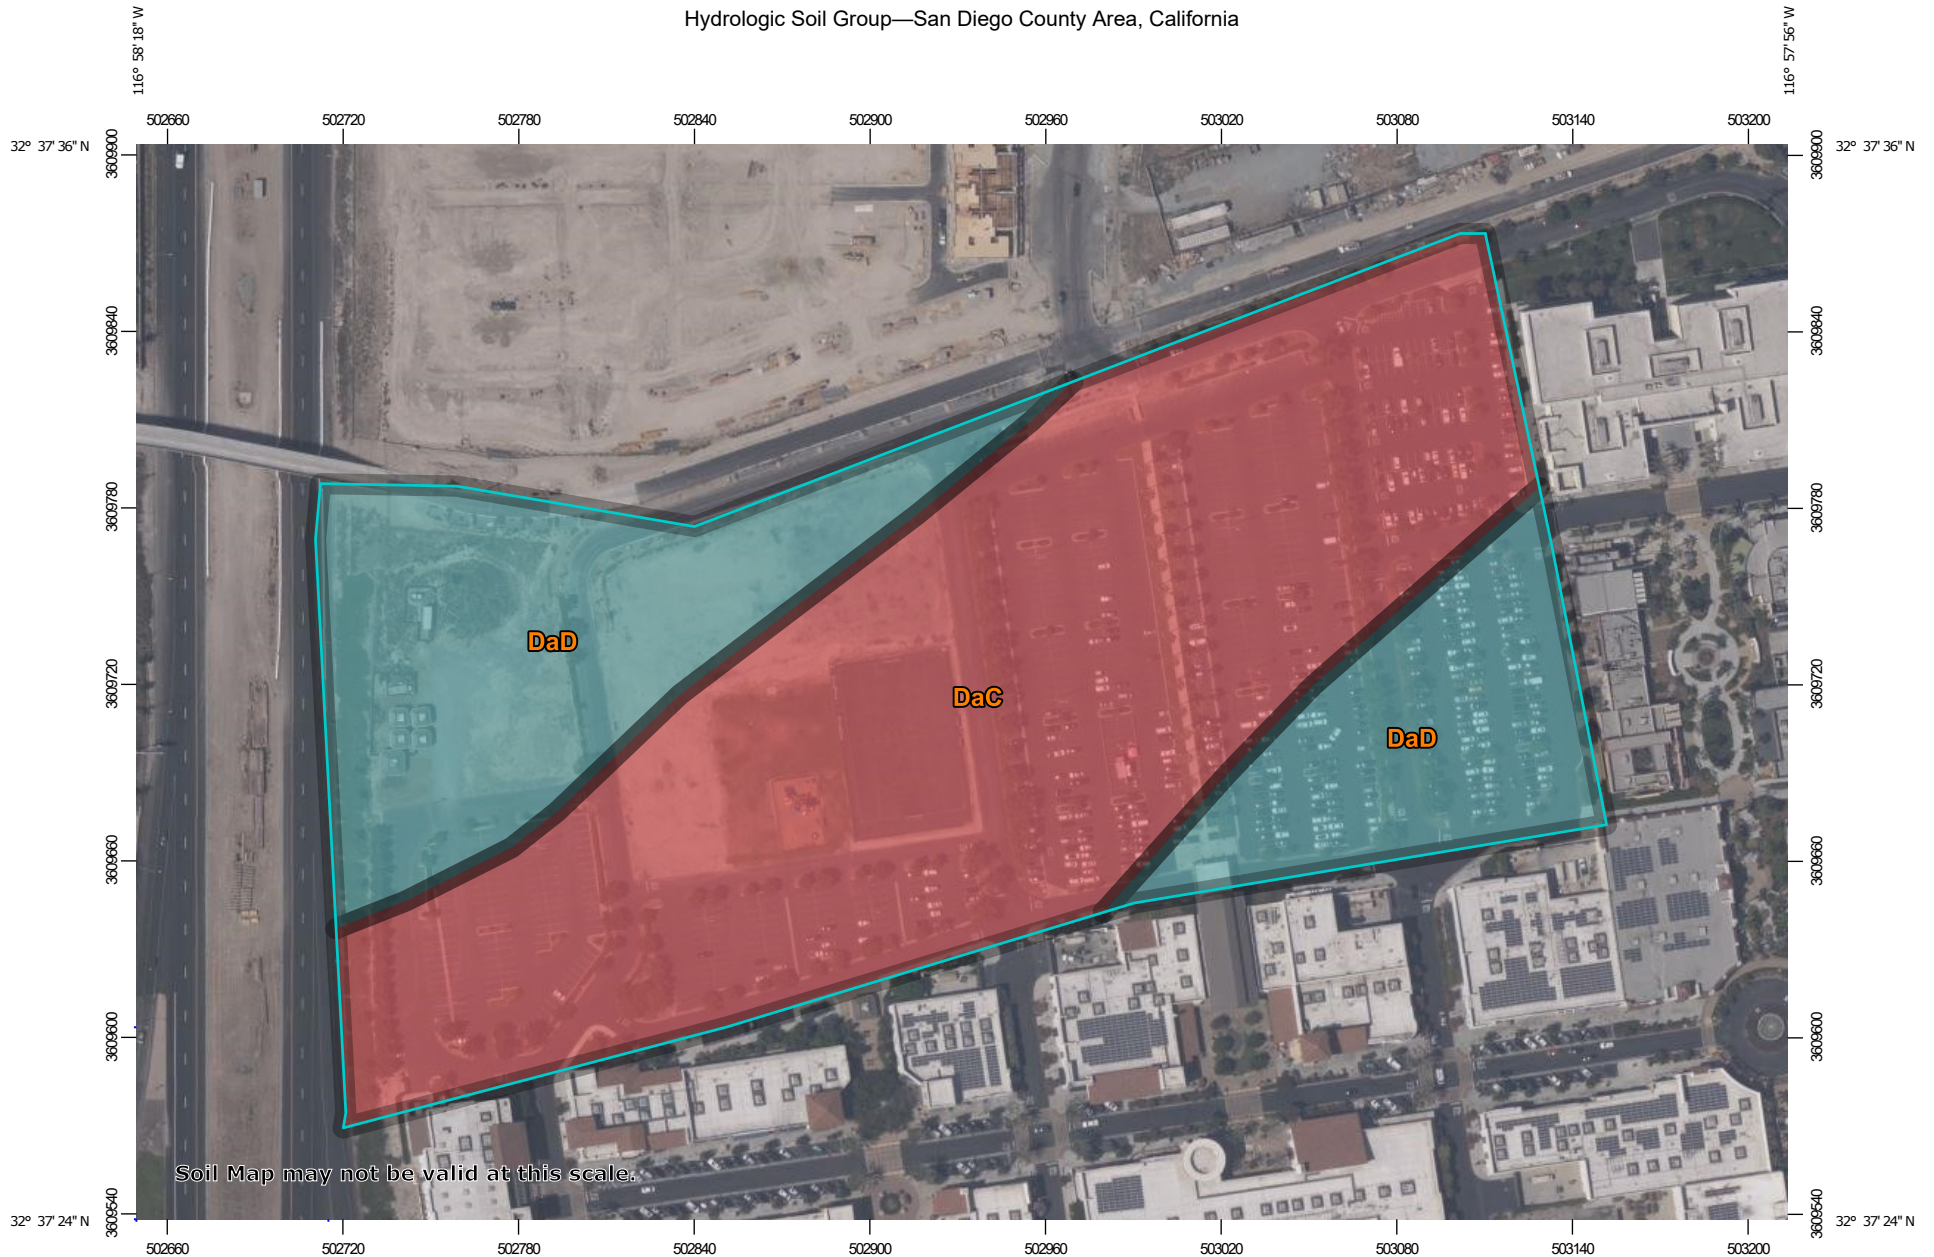 Hydrologic Soil Group—San Diego County Area, California
116° 58' 18" W
116° 57' 56" W
502660 502720 502780 502840 502900 502960 503020 503080 503140 503200
32° 37' 36" N
32° 37' 36" N
3609900
3609900
3609840
3609840
3609780
3609780
DaD
3609720
DaC
3609720
DaD
3609660
3609660
3609600
3609600
Soil Map may not be valid at this scale.
3609540
3609540
32° 37' 24" N
32° 37' 24" N
502660 502720 502780 502840 502900 502960 503020 503080 503140 503200